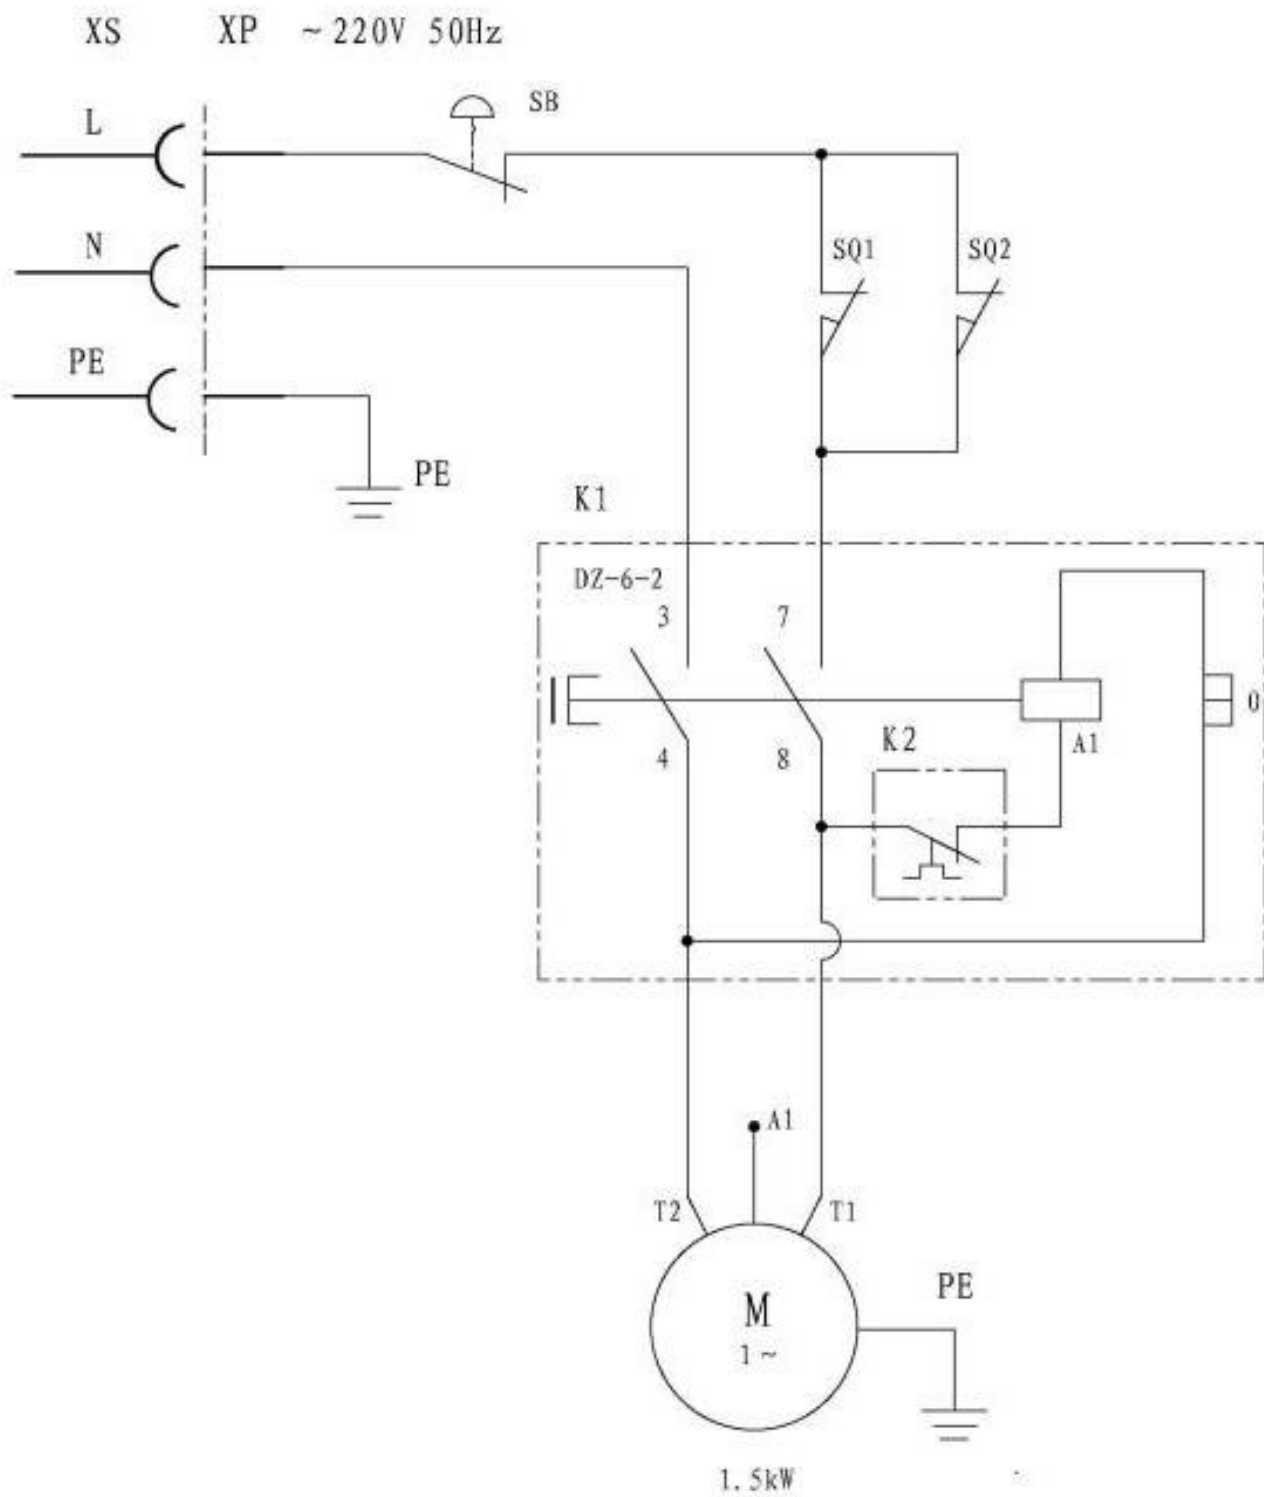 XS XP ~220V 50Hz
SB
L
N
SQ1 SQ2
PE
PE
K1
DZ-6-2
3 7
0
4 8 K2 A1
A1
T2 T1
PE
M
1~
1.5kW